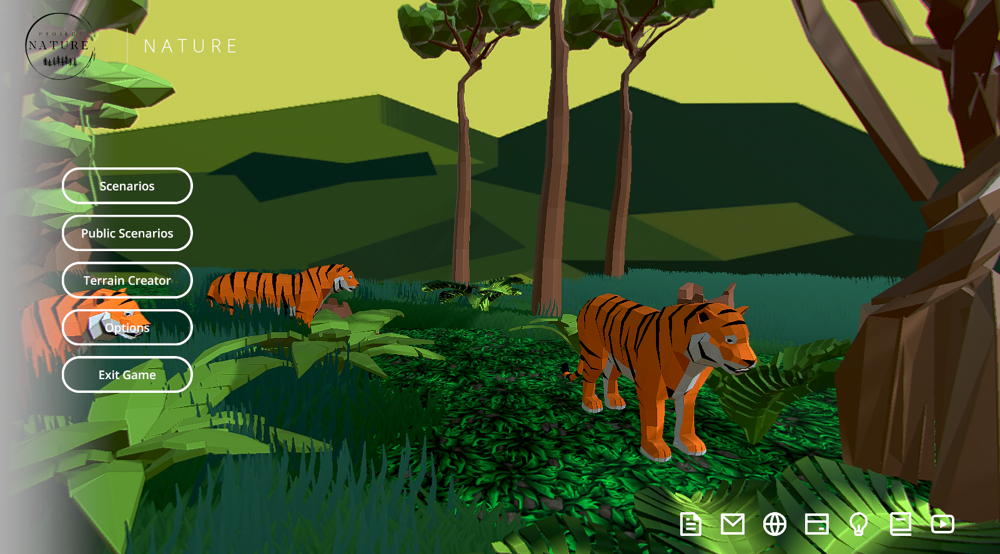 PROJECT
NATURE
NATURE
Scenarios
Public Scenarios
Terrain Creator
Options
Exit Game